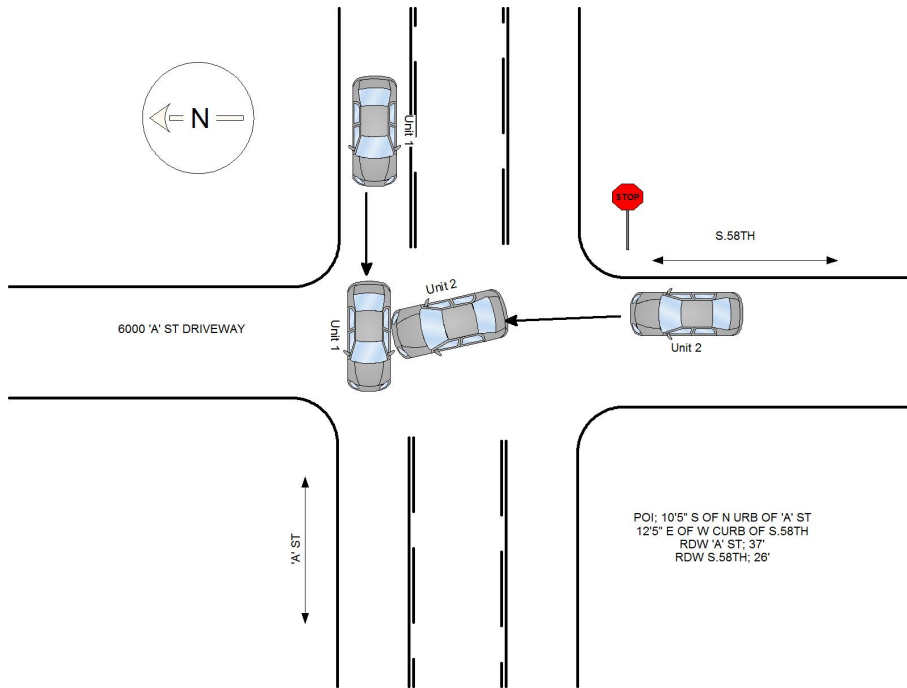 N
Unit 1
STOP
S.58TH
Unit 2
6000 'A' ST DRIVEWAY
Unit 1
Unit 2
'A' ST
POI; 10'5" S OF N URB OF 'A' ST
12'5" E OF W CURB OF S.58TH
RDW 'A' ST; 37'
RDW S.58TH; 26'